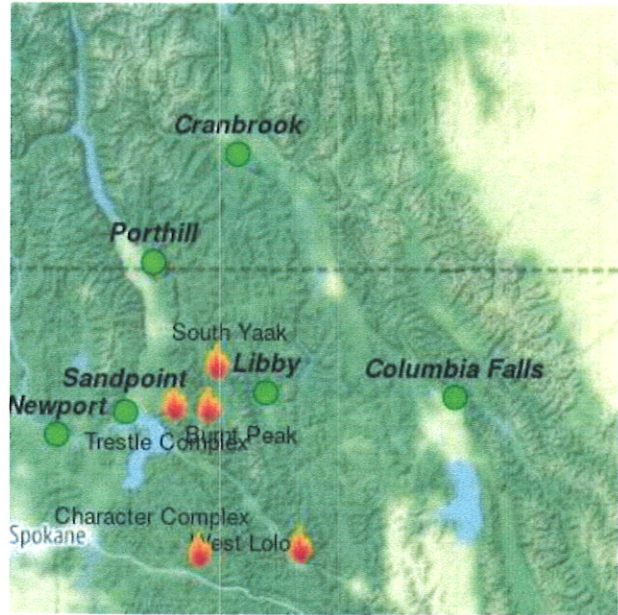 Cranbrook
Porthill
South Yaak
Libby
Columbia Falls
Sandpoint
Newport
Burnt Peak
Trestle Complex
Character Complex
West Lolo
Spokane